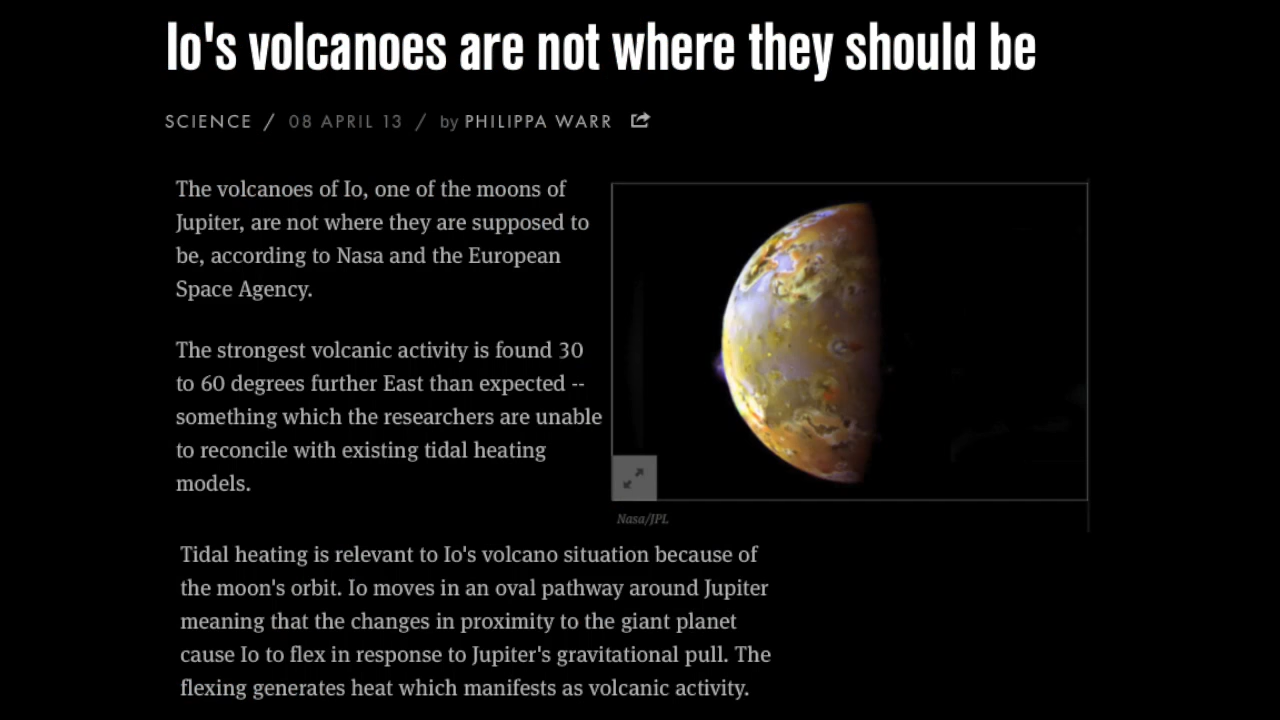 Io's volcanoes are not where they should be
SCIENCE / 08 APRIL 13 / by PHILIPPA WARR
The volcanoes of Io, one of the moons of
Jupiter, are not where they are supposed to
be, according to Nasa and the European
Space Agency.
The strongest volcanic activity is found 30
to 60 degrees further East than expected --
something which the researchers are unable
to reconcile with existing tidal heating
models.
Nasa/JPL
Tidal heating is relevant to Io's volcano situation because of
the moon's orbit. Io moves in an oval pathway around Jupiter
meaning that the changes in proximity to the giant planet
cause Io to flex in response to Jupiter's gravitational pull. The
flexing generates heat which manifests as volcanic activity.